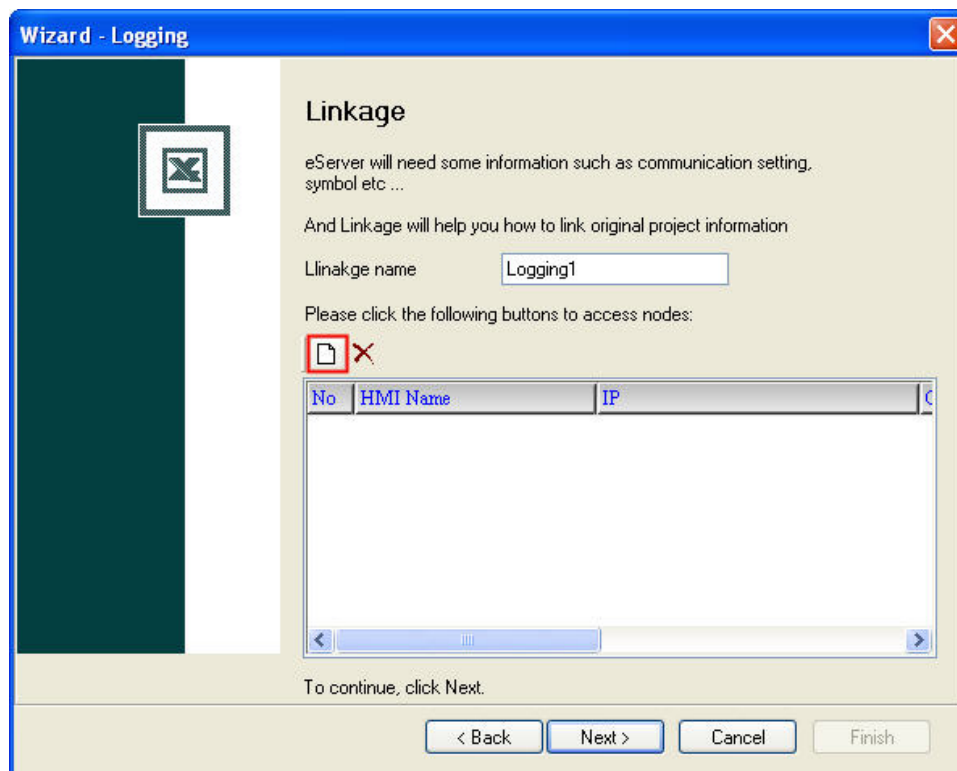 Wizard - Logging
Linkage
eServer will need some information such as communication setting,
symbol etc ...
And Linkage will help you how to link original project information
Llinakge name
Logging1
Please click the following buttons to access nodes:
No HMI Name IP
To continue, click Next.
< Back Next > Cancel Finish